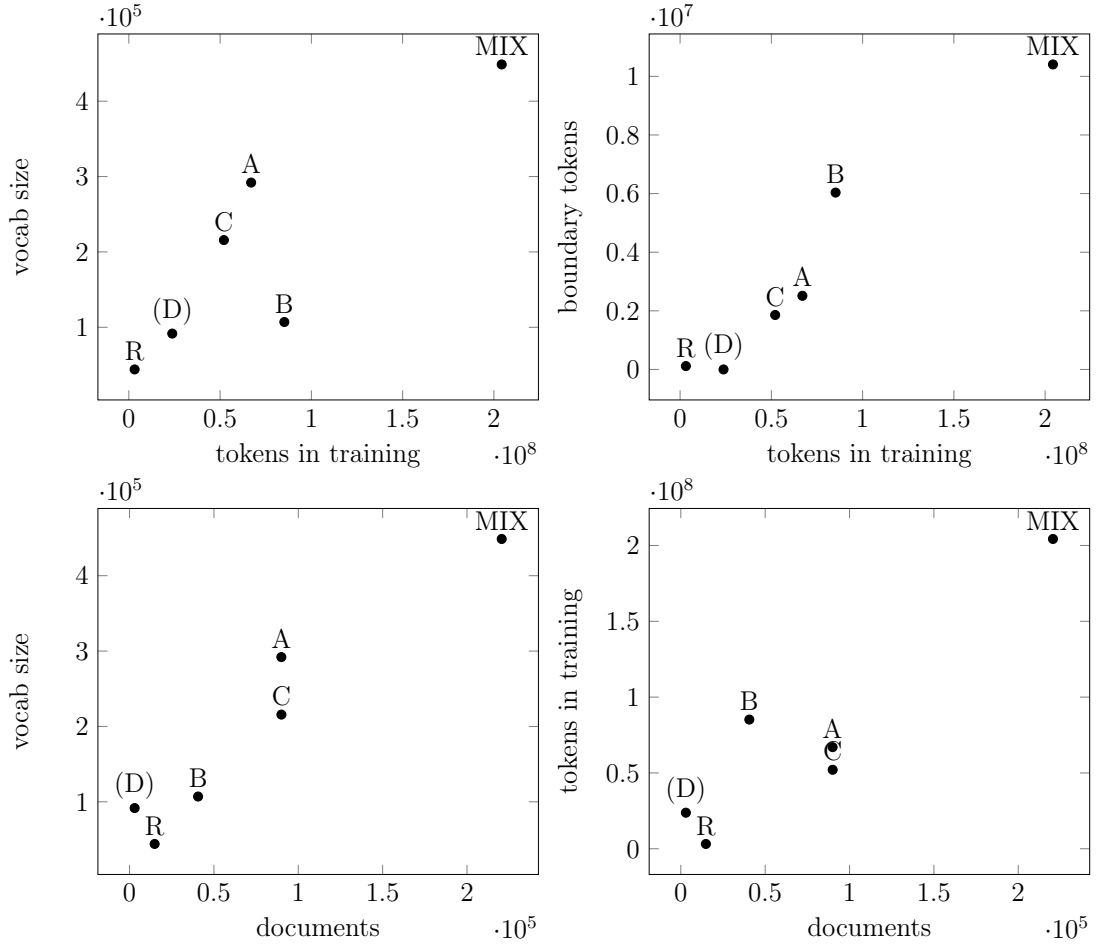 ·10^5
vocab size
4
3
2
1
MIX
A
C
(D)
B
R
0
0.5
1
1.5
2
tokens in training
·10^8
·10^7
boundary tokens
1
0.8
0.6
0.4
0.2
0
MIX
B
A
C
R
(D)
0
0.5
1
1.5
2
tokens in training
·10^8
·10^5
vocab size
4
3
2
1
MIX
A
C
(D)
B
R
0
0.5
1
1.5
2
documents
·10^5
·10^8
tokens in training
2
1.5
1
0.5
0
MIX
B
A
C
(D)
R
0
0.5
1
1.5
2
documents
·10^5